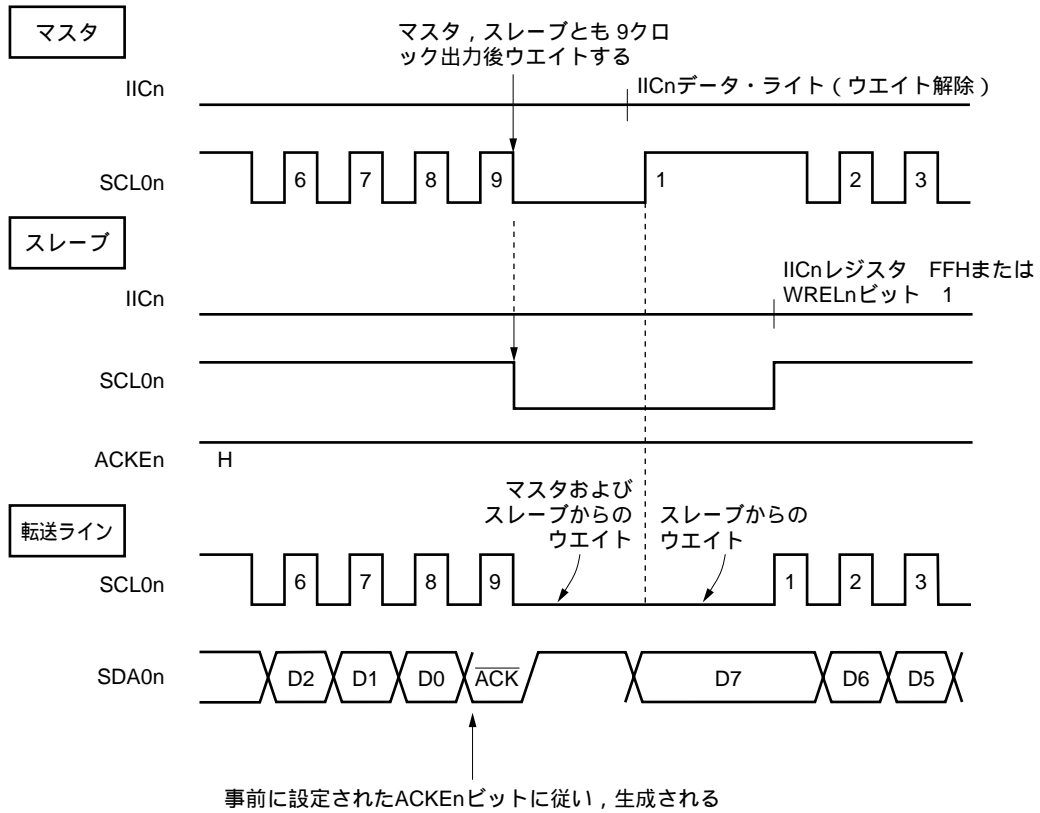 マスタ
マスタ，スレーブとも 9クロ
ック出力後ウエイトする
IICn
IICnデータ・ライト（ウエイト解除）
SCL0n
6 7 8 9 1 2 3
スレーブ
IICnレジスタ　FFHまたは
WRELnビット　1
IICn
SCL0n
ACKEn H
マスタおよび
スレーブからの
ウエイト
スレーブからの
ウエイト
転送ライン
SCL0n
6 7 8 9 1 2 3
SDA0n
D2 D1 D0 ACK D7 D6 D5
事前に設定されたACKEnビットに従い，生成される